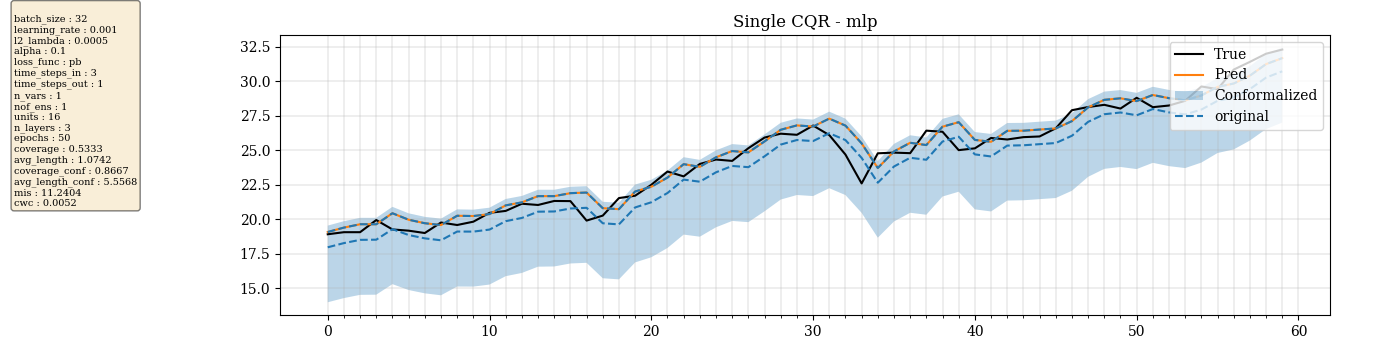 batch_size : 32
learning_rate : 0.001
l2_lambda : 0.0005
alpha : 0.1
loss_func : pb
time_steps_in : 3
time_steps_out : 1
n_vars : 1
nof_ens : 1
units : 16
n_layers : 3
epochs : 50
coverage : 0.5333
avg_length : 1.0742
coverage_conf : 0.8667
avg_length_conf : 5.5568
mis : 11.2404
cwc : 0.0052
Single CQR - mlp
32.5
30.0
27.5
25.0
22.5
20.0
17.5
15.0
True
Pred
Conformalized
original
0
10
20
30
40
50
60